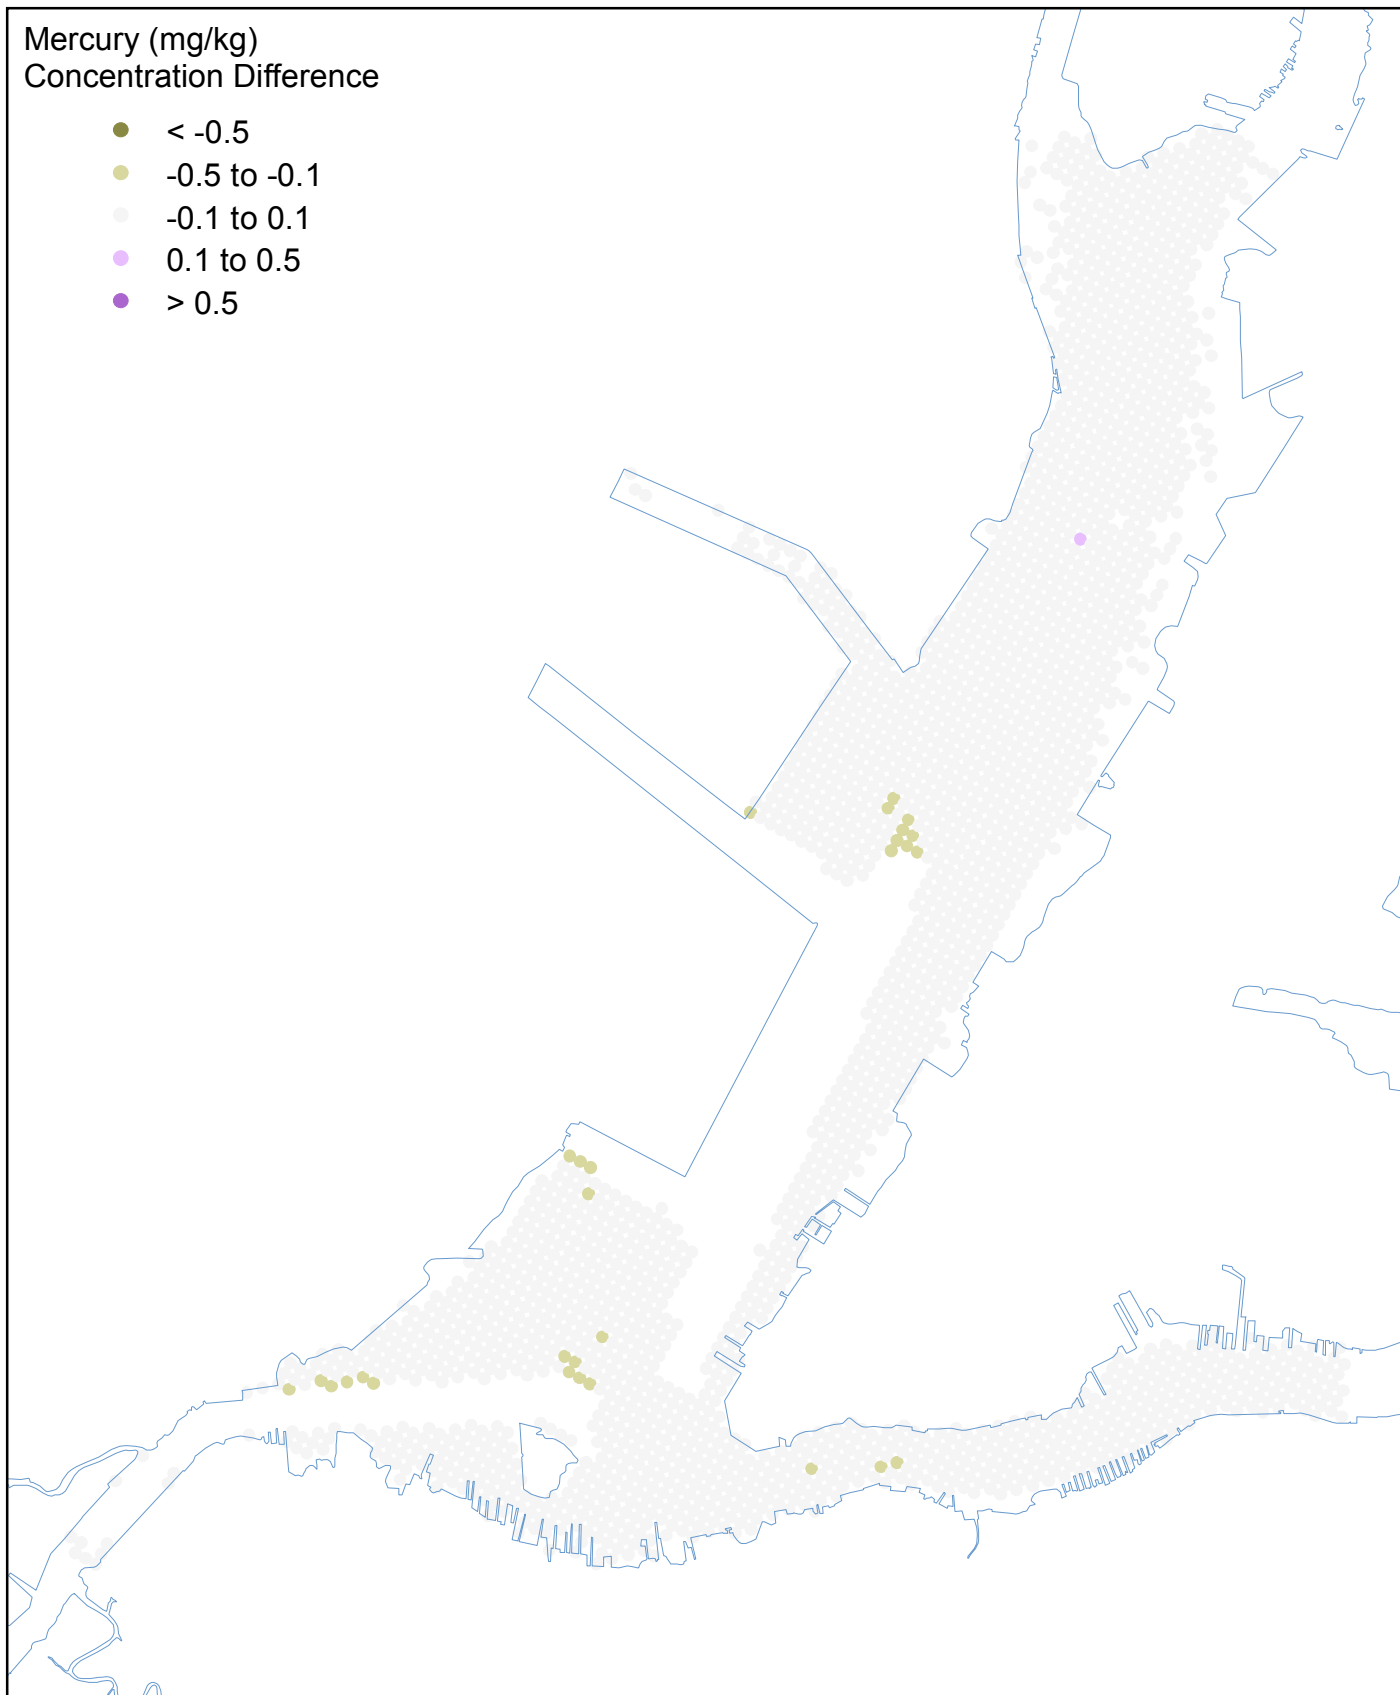 Mercury (mg/kg)
Concentration Difference
< -0.5
-0.5 to -0.1
-0.1 to 0.1
0.1 to 0.5
> 0.5